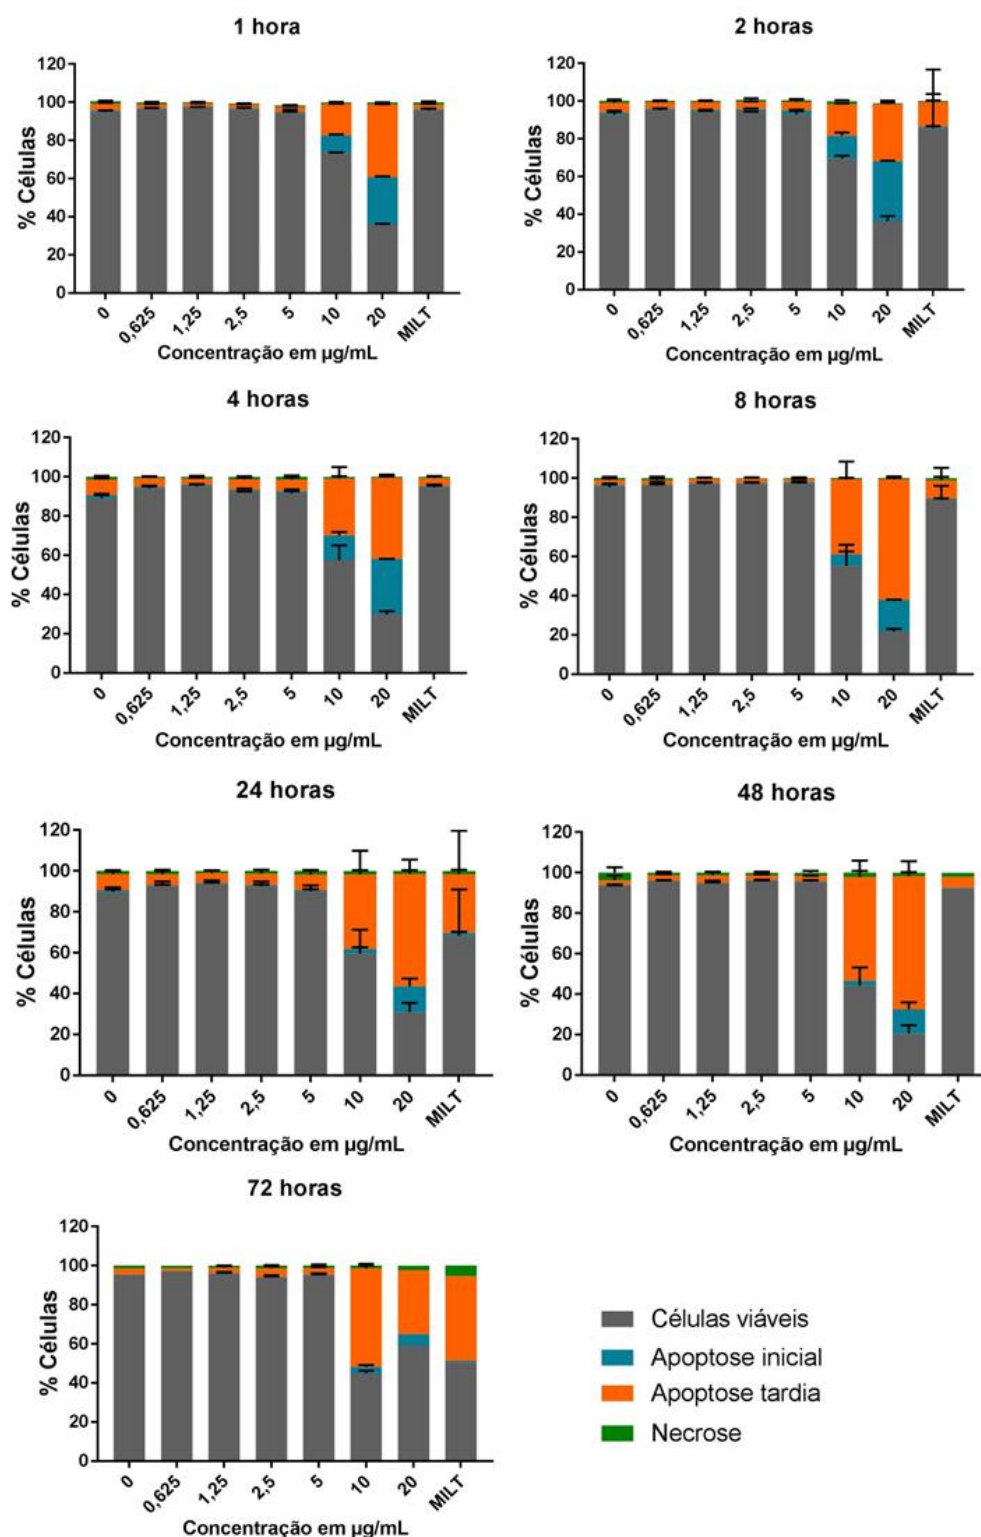 1 hora
% Células
120
100
80
60
40
20
0
0 0,625 1,25 2,5 5 10 20 MILT
Concentração em µg/mL
2 horas
% Células
120
100
80
60
40
20
0
0 0,625 1,25 2,5 5 10 20 MILT
Concentração em µg/mL
4 horas
% Células
120
100
80
60
40
20
0
0 0,625 1,25 2,5 5 10 20 MILT
Concentração em µg/mL
8 horas
% Células
120
100
80
60
40
20
0
0 0,625 1,25 2,5 5 10 20 MILT
Concentração em µg/mL
24 horas
% Células
120
100
80
60
40
20
0
0 0,625 1,25 2,5 5 10 20 MILT
Concentração em µg/mL
48 horas
% Células
120
100
80
60
40
20
0
0 0,625 1,25 2,5 5 10 20 MILT
Concentração em µg/mL
72 horas
% Células
120
100
80
60
40
20
0
0 0,625 1,25 2,5 5 10 20 MILT
Concentração em µg/mL
Células viáveis
Apoptose inicial
Apoptose tardia
Necrose